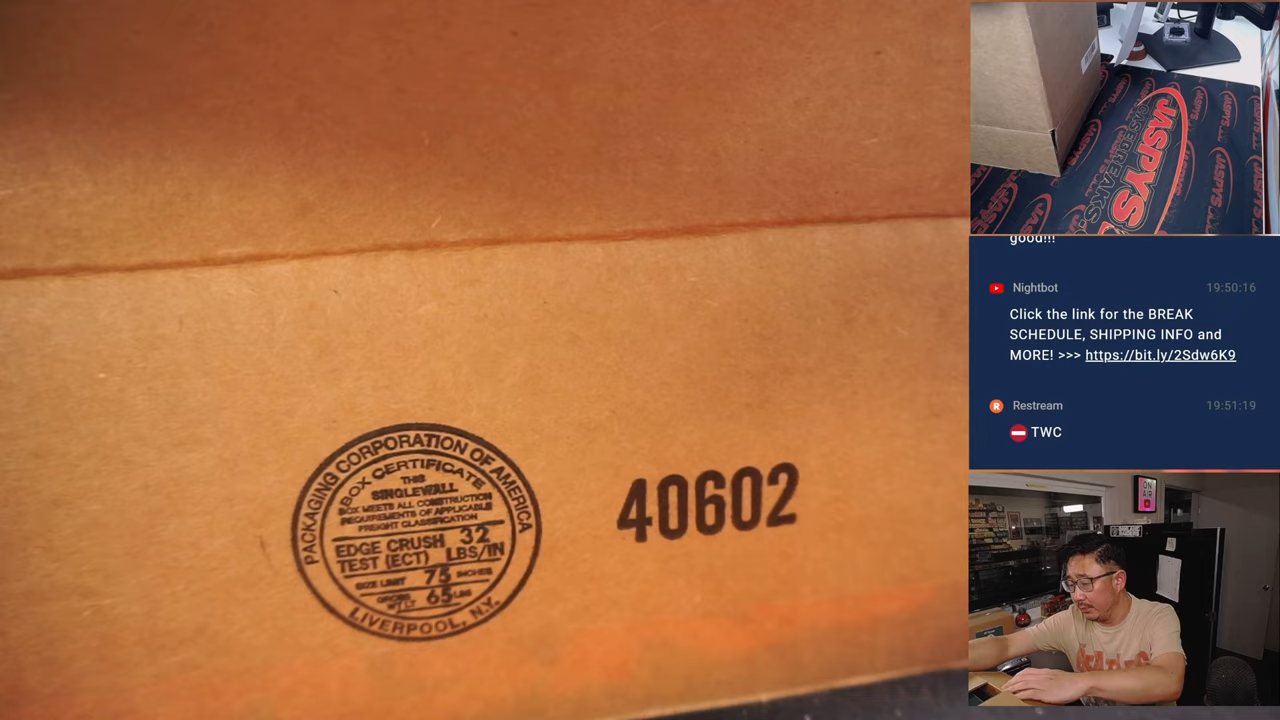 PACKAGING CORPORATION OF AMERICA
BOX CERTIFICATE
THIS
SINGLEWALL
BOX MEETS ALL CONSTRUCTION
REQUIREMENTS OF APPLICABLE
FREIGHT CLASSIFICATION
EDGE CRUSH 32
TEST (ECT) LBS/IN
SIZE LIMIT 75 INCHES
GROSS WT LT 65 LBS
LIVERPOOL, N.Y.
40602
JASPYS
CASEBREAKS
good!!!
Nightbot 19:50:16
Click the link for the BREAK
SCHEDULE, SHIPPING INFO and
MORE! >>> https://bit.ly/2Sdw6K9
Restream 19:51:19
TWC
ON
AIR